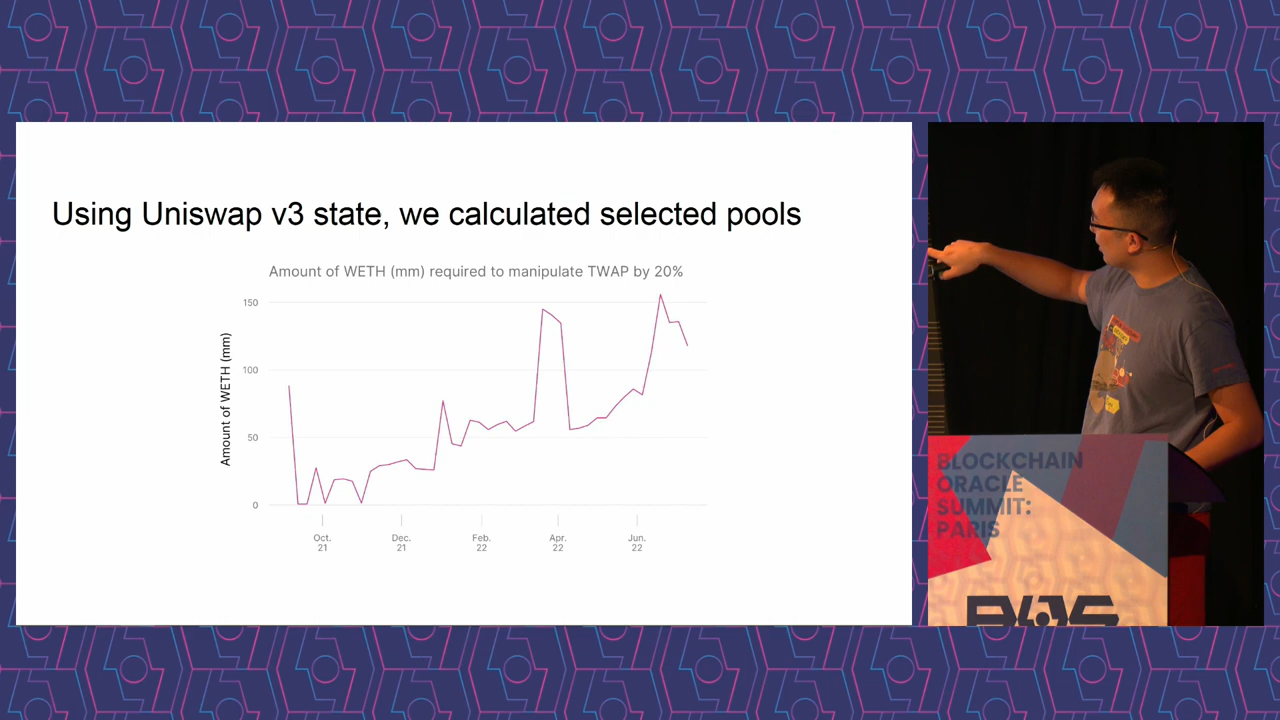 Using Uniswap v3 state, we calculated selected pools
Amount of WETH (mm) required to manipulate TWAP by 20%
Amount of WETH (mm)
150
100
50
0
Oct.
21
Dec.
21
Feb.
22
Apr.
22
Jun.
22
BLOCKCHAIN
ORACLE
SUMMIT:
PARIS